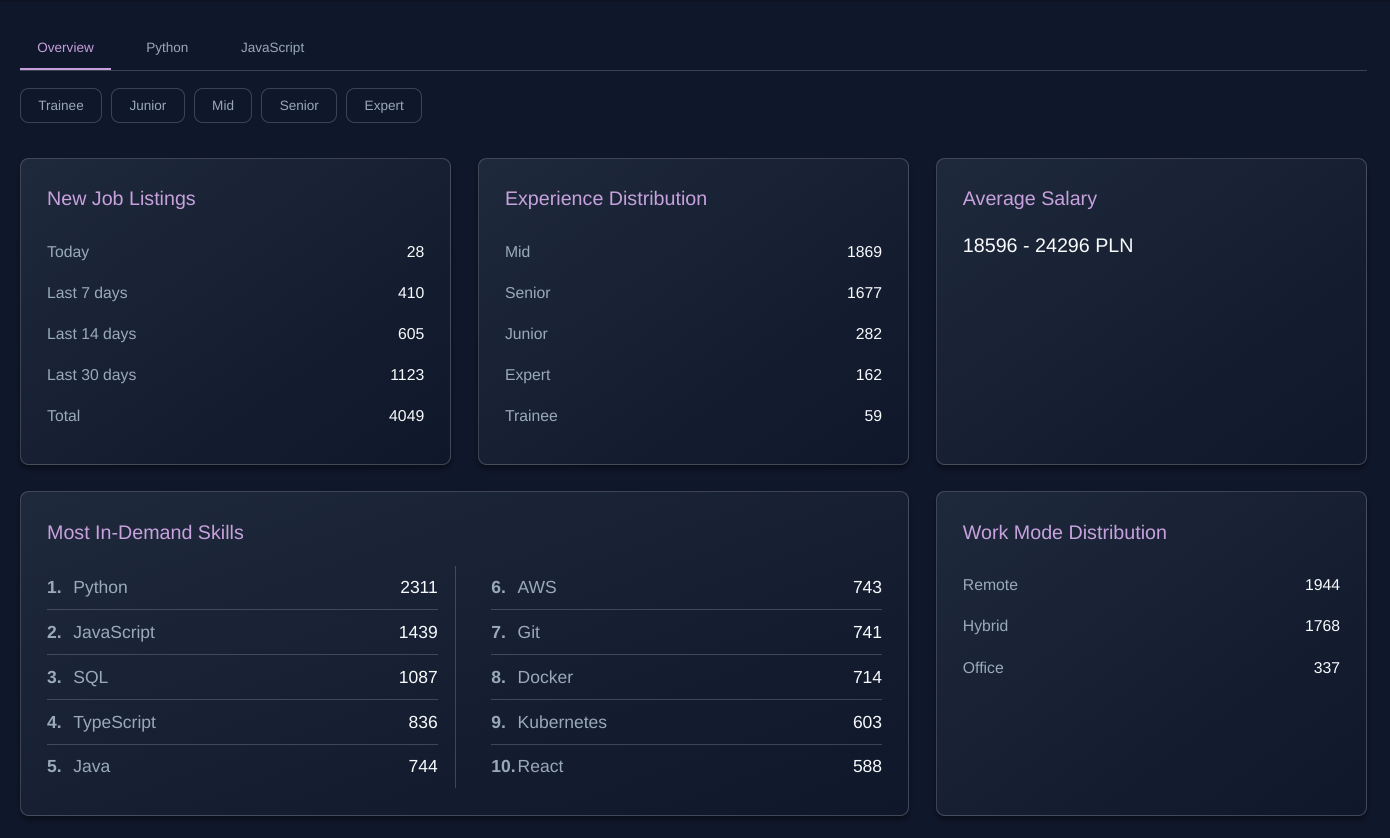 Overview Python JavaScript
Trainee Junior Mid Senior Expert
New Job Listings
Today 28
Last 7 days 410
Last 14 days 605
Last 30 days 1123
Total 4049
Experience Distribution
Mid 1869
Senior 1677
Junior 282
Expert 162
Trainee 59
Average Salary
18596 - 24296 PLN
Most In-Demand Skills
1. Python 2311
2. JavaScript 1439
3. SQL 1087
4. TypeScript 836
5. Java 744
6. AWS 743
7. Git 741
8. Docker 714
9. Kubernetes 603
10. React 588
Work Mode Distribution
Remote 1944
Hybrid 1768
Office 337